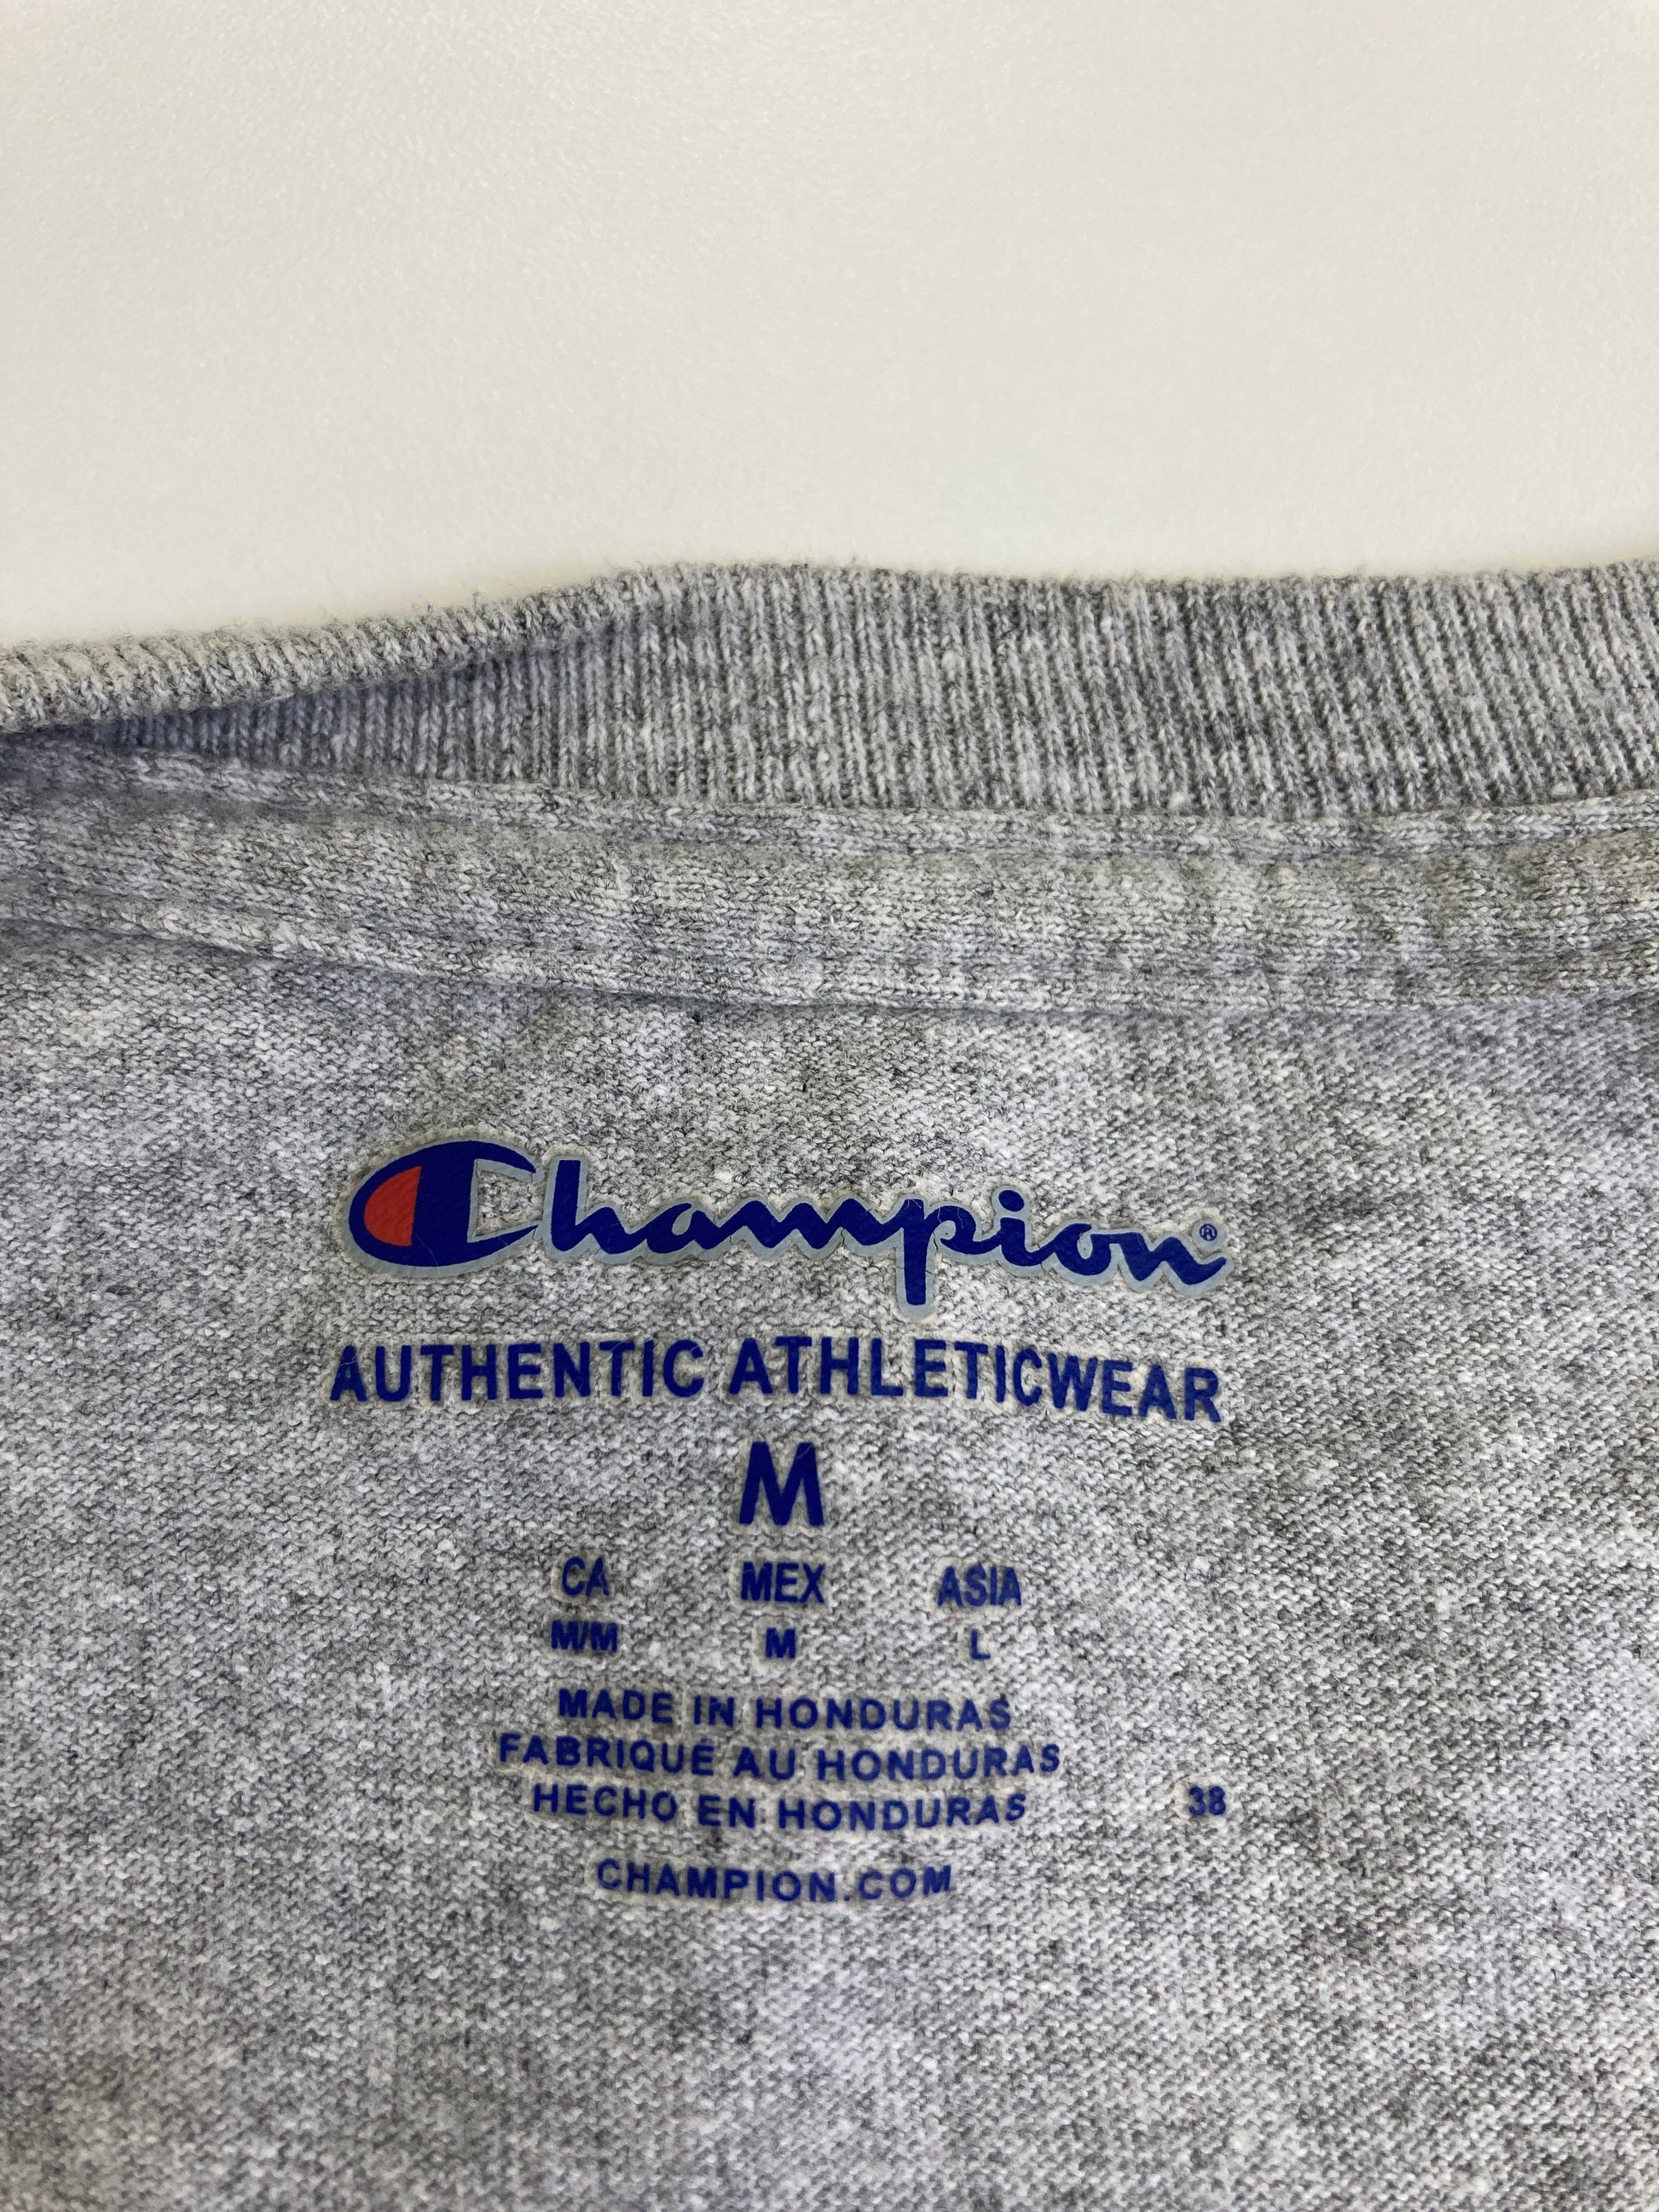 Champion®
AUTHENTIC ATHLETICWEAR
M
CA MEX ASIA
M/M M L
MADE IN HONDURAS
FABRIQUÉ AU HONDURAS
HECHO EN HONDURAS 38
CHAMPION.COM